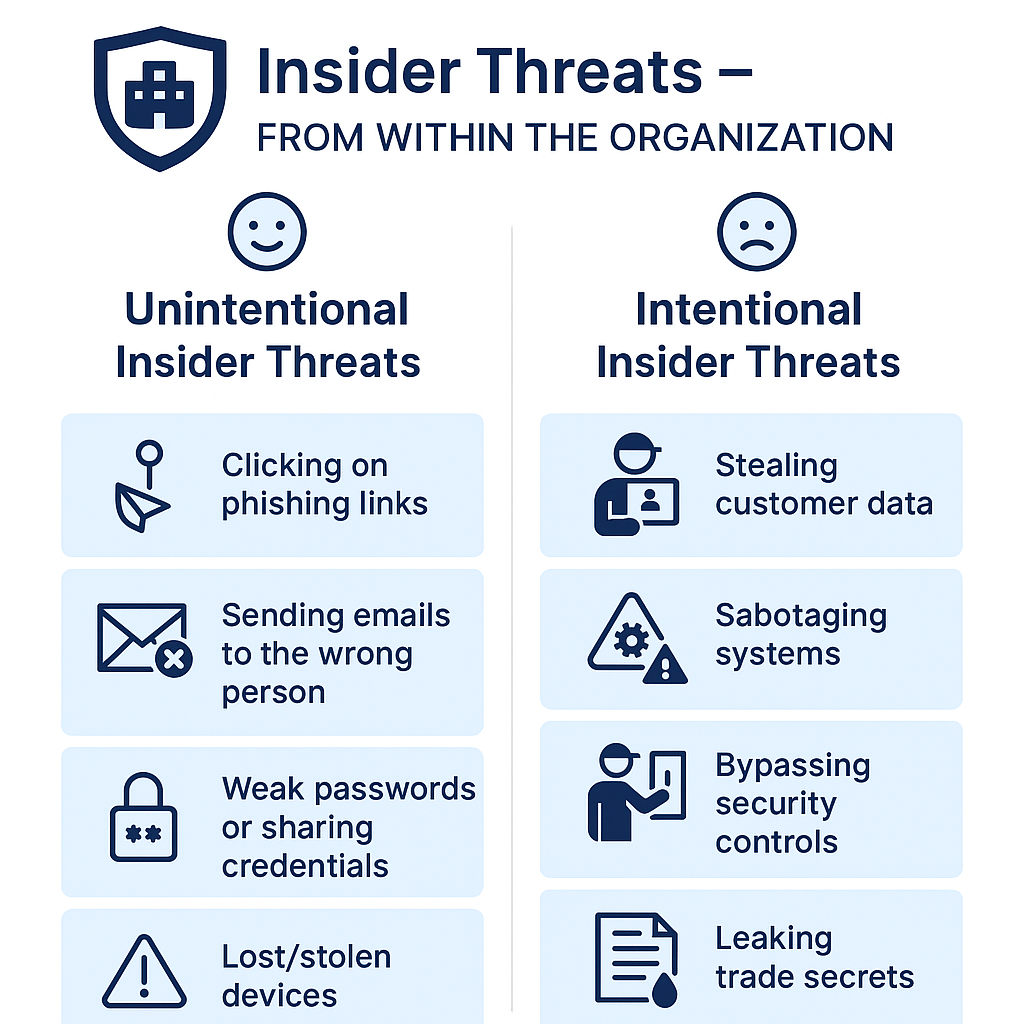 Insider Threats –
FROM WITHIN THE ORGANIZATION
Unintentional
Insider Threats
Clicking on
phishing links
Sending emails
to the wrong
person
Weak passwords
or sharing
credentials
**
Lost/stolen
devices
Intentional
Insider Threats
Stealing
customer data
Sabotaging
systems
Bypassing
security
controls
Leaking
trade secrets